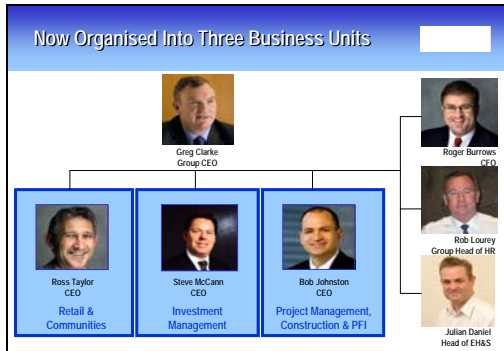 Now Organised Into Three Business Units
Greg Clarke
Group CEO
Roger Burrows
CFO
Rob Lourey
Group Head of HR
Julian Daniel
Head of EH&S
Ross Taylor
CEO
Retail &
Communities
Steve McCann
CEO
Investment
Management
Bob Johnston
CEO
Project Management,
Construction & PFI